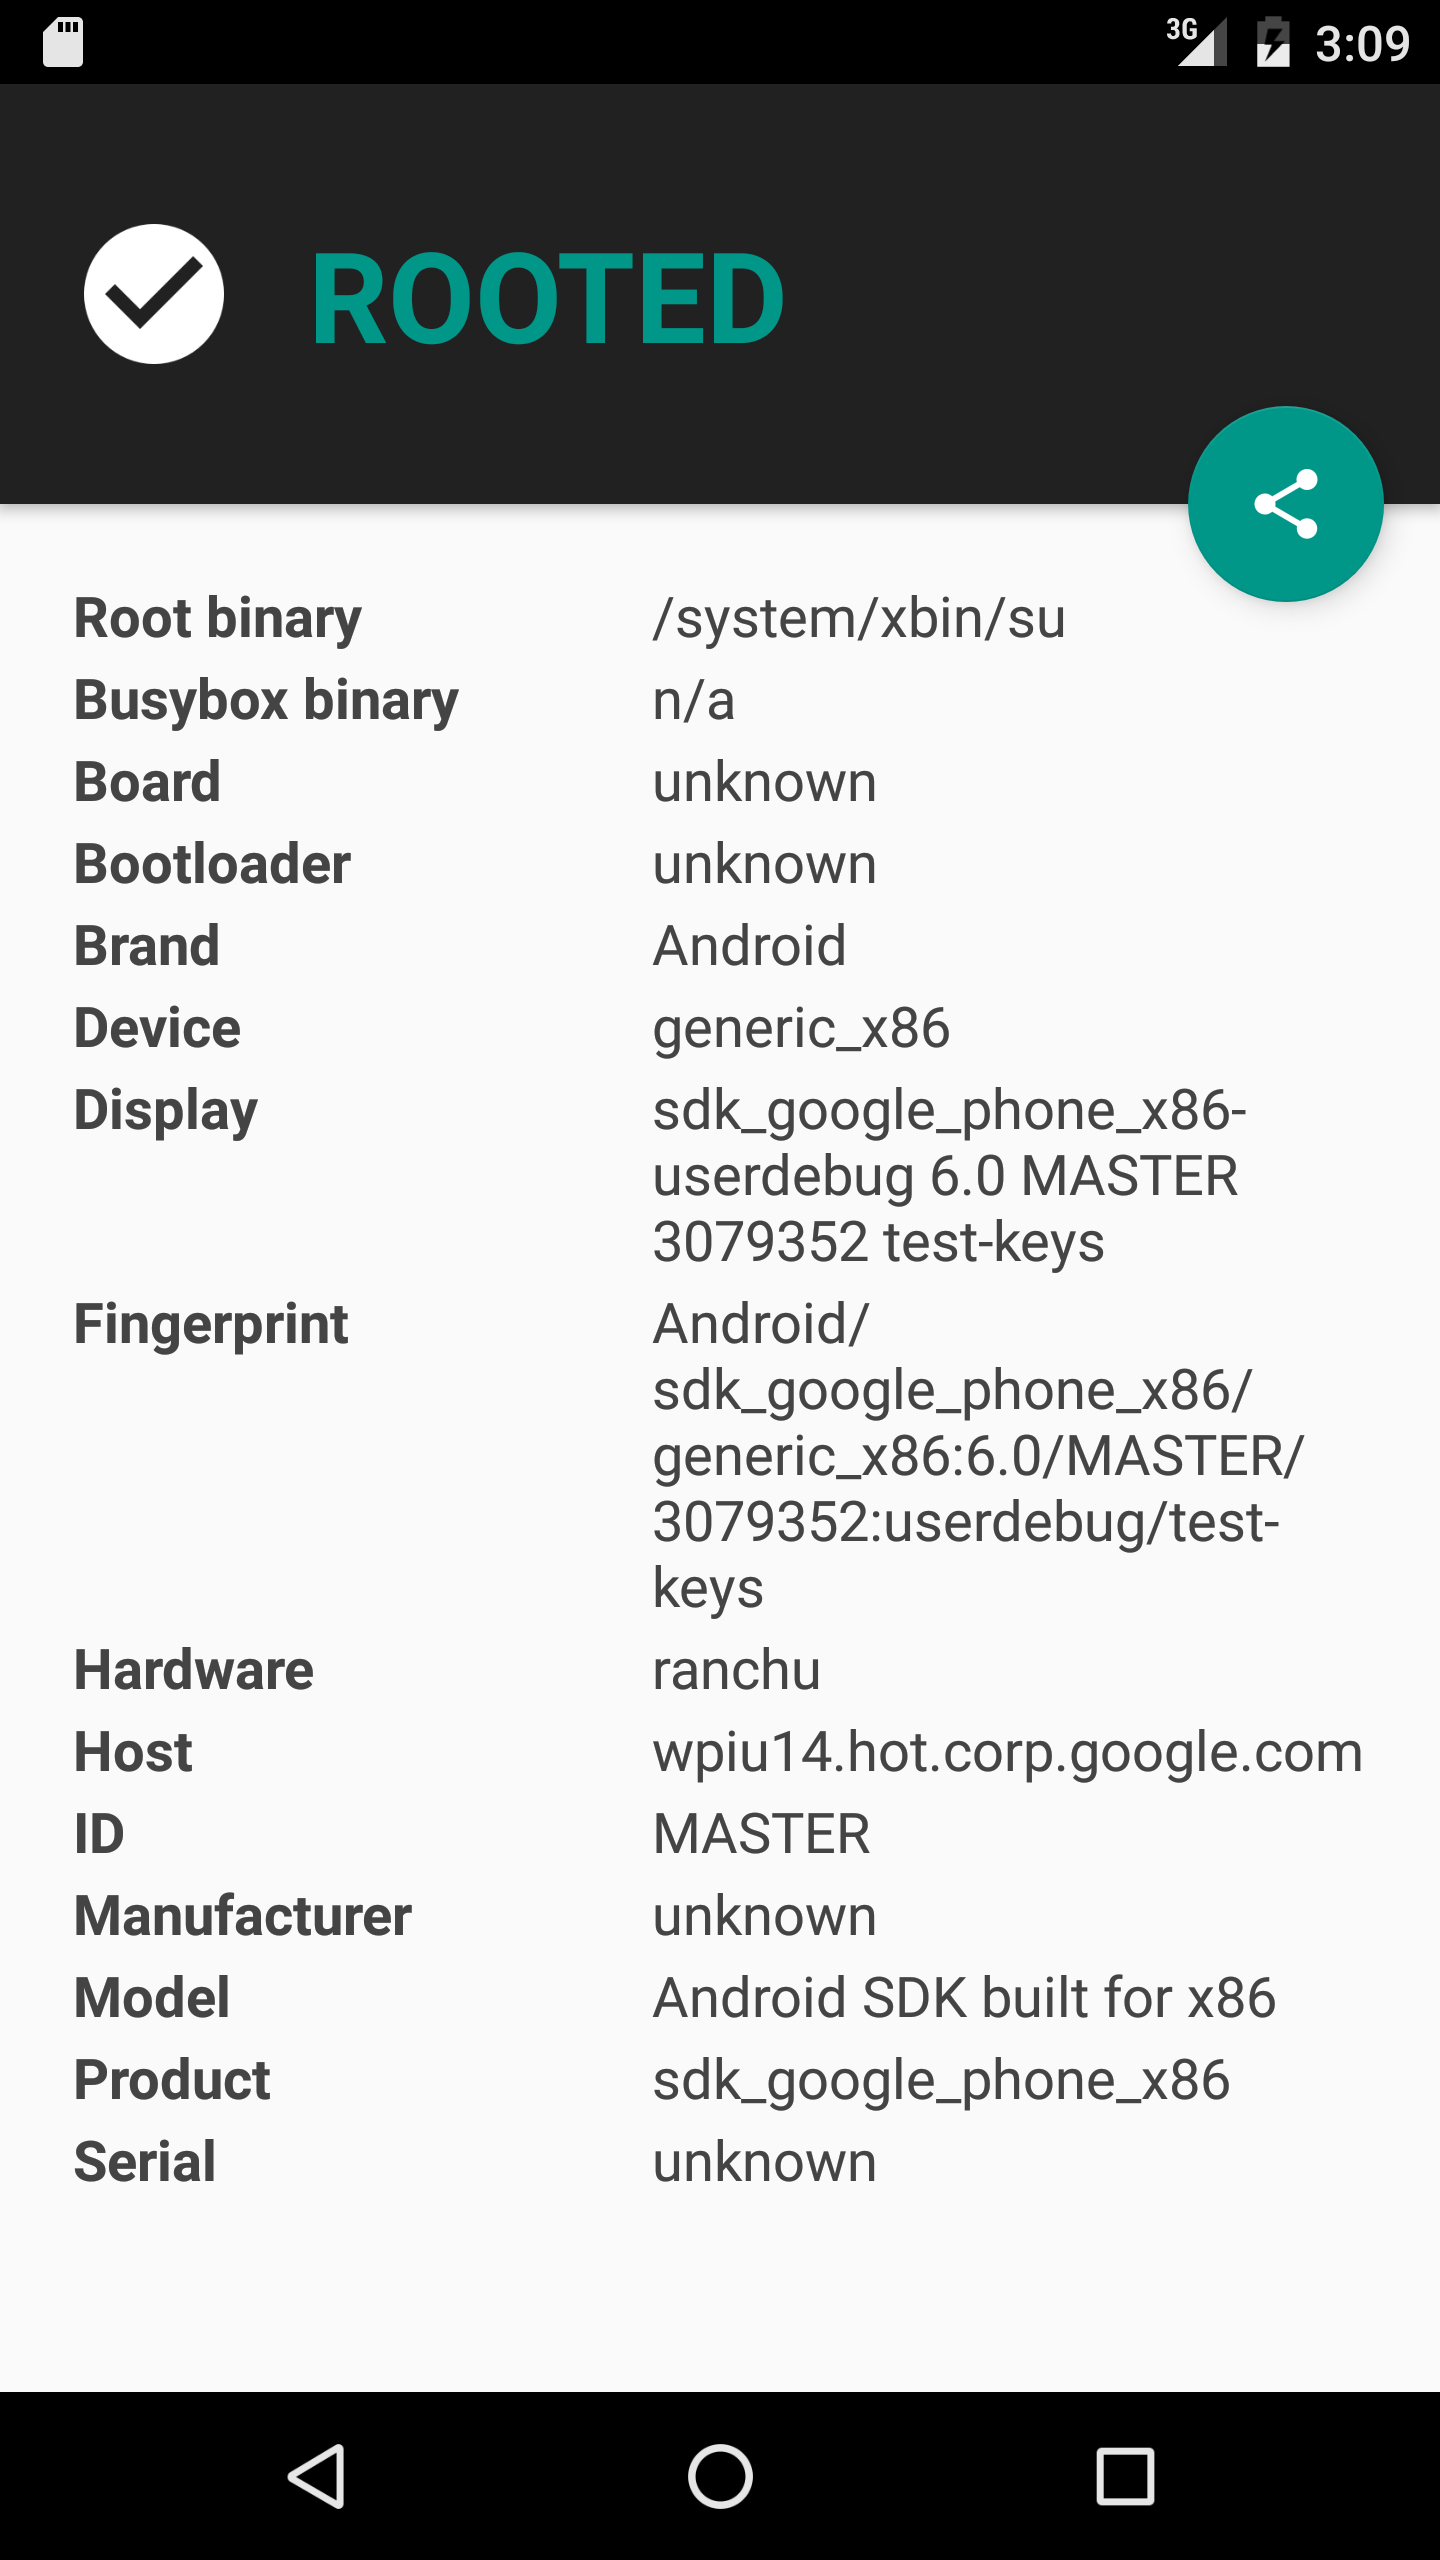 3G 3:09
ROOTED
Root binary /system/xbin/su
Busybox binary n/a
Board unknown
Bootloader unknown
Brand Android
Device generic_x86
Display sdk_google_phone_x86-
userdebug 6.0 MASTER
3079352 test-keys
Fingerprint Android/
sdk_google_phone_x86/
generic_x86:6.0/MASTER/
3079352:userdebug/test-
keys
Hardware ranchu
Host wpiu14.hot.corp.google.com
ID MASTER
Manufacturer unknown
Model Android SDK built for x86
Product sdk_google_phone_x86
Serial unknown